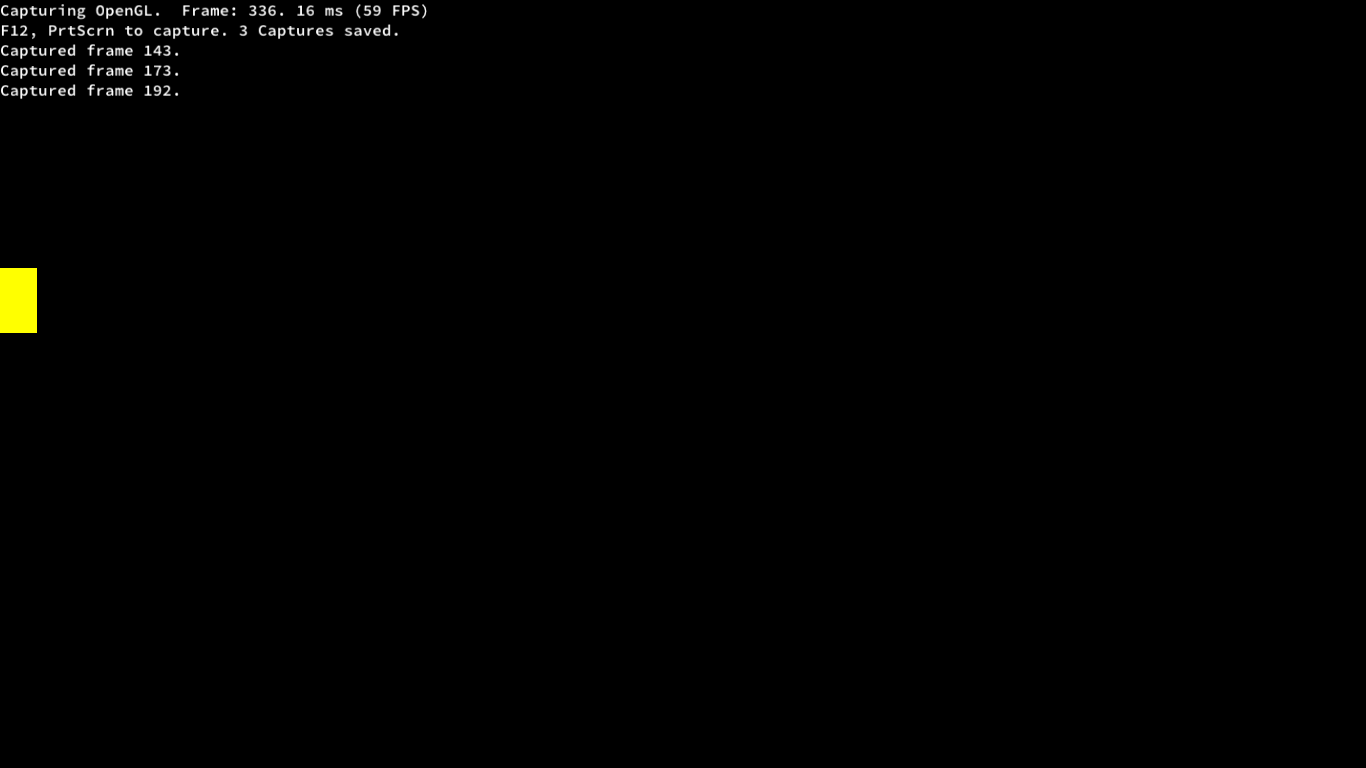 Capturing OpenGL.  Frame: 336. 16 ms (59 FPS)
F12, PrtScrn to capture. 3 Captures saved.
Captured frame 143.
Captured frame 173.
Captured frame 192.